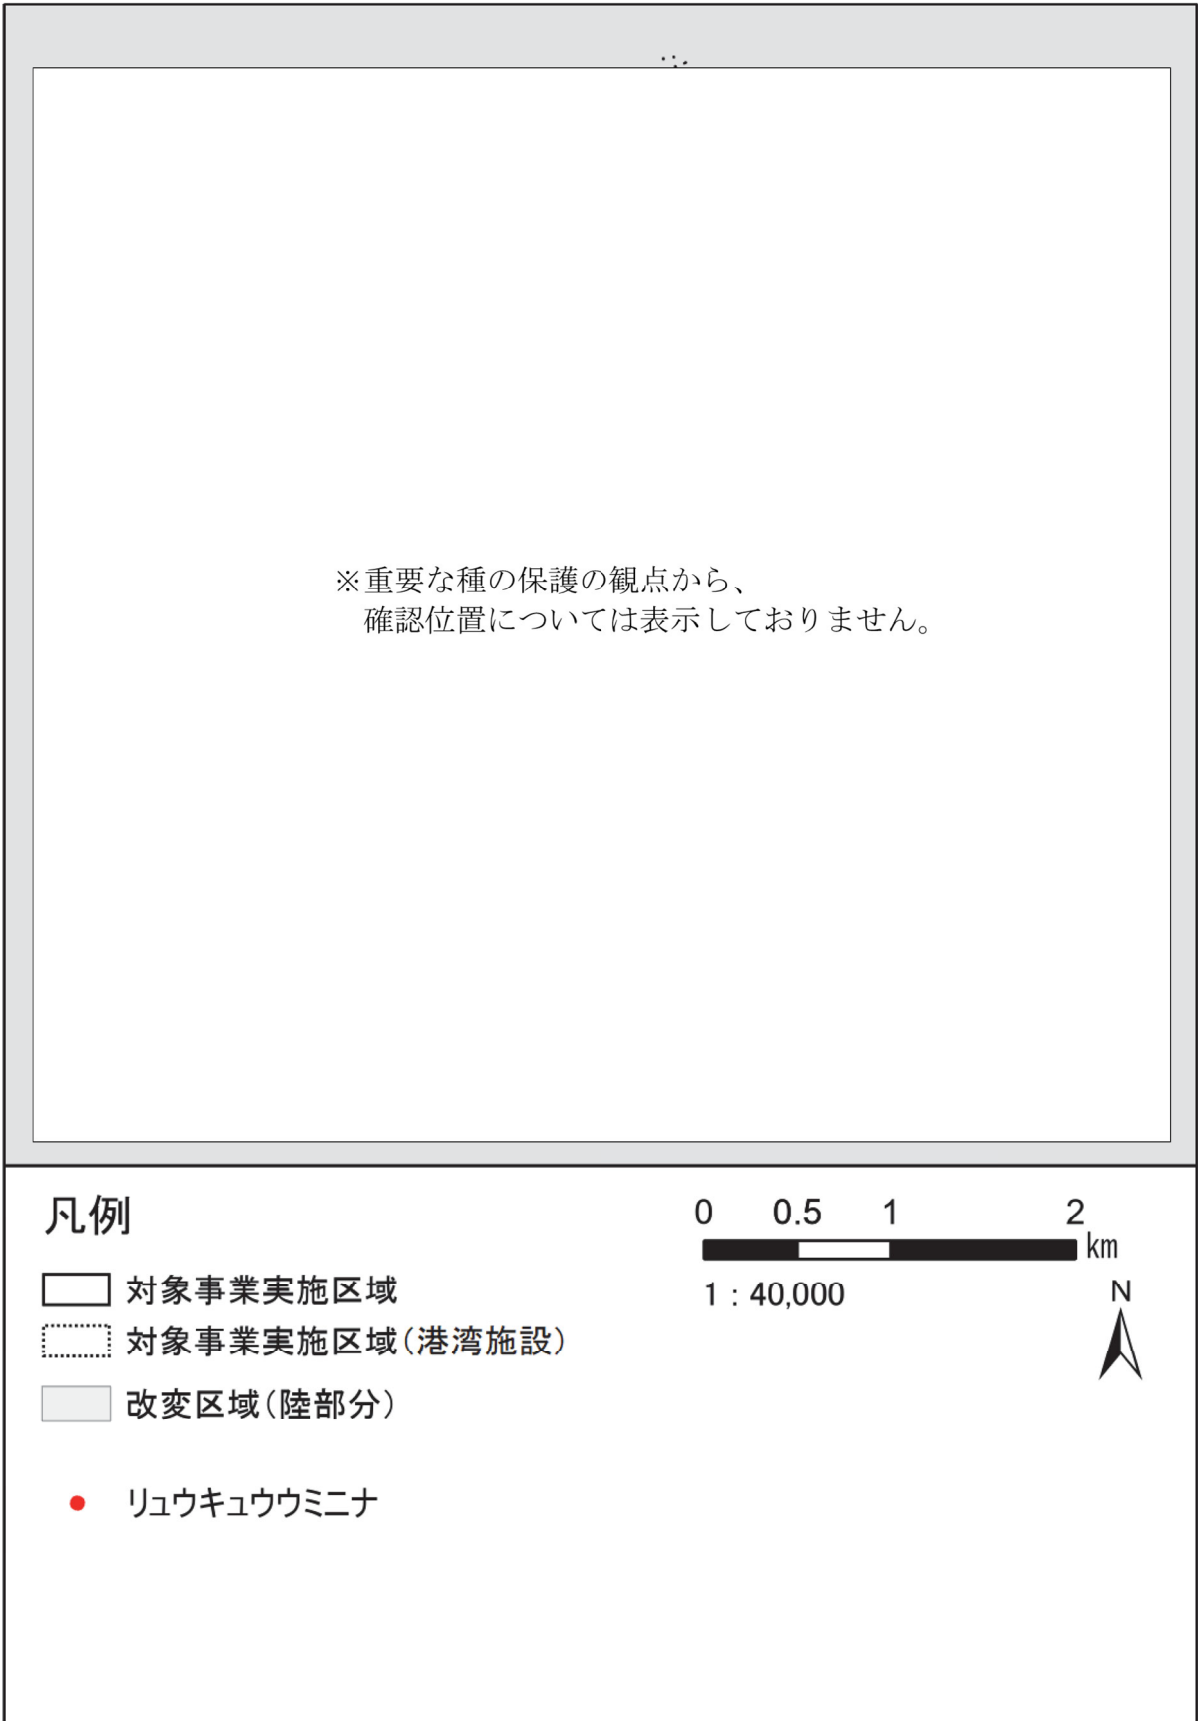 ※重要な種の保護の観点から、
確認位置については表示しておりません。
凡例
0 0.5 1 2
km
対象事業実施区域
1：40,000
N
対象事業実施区域（港湾施設）
改変区域（陸部分）
リュウキュウウミニナ